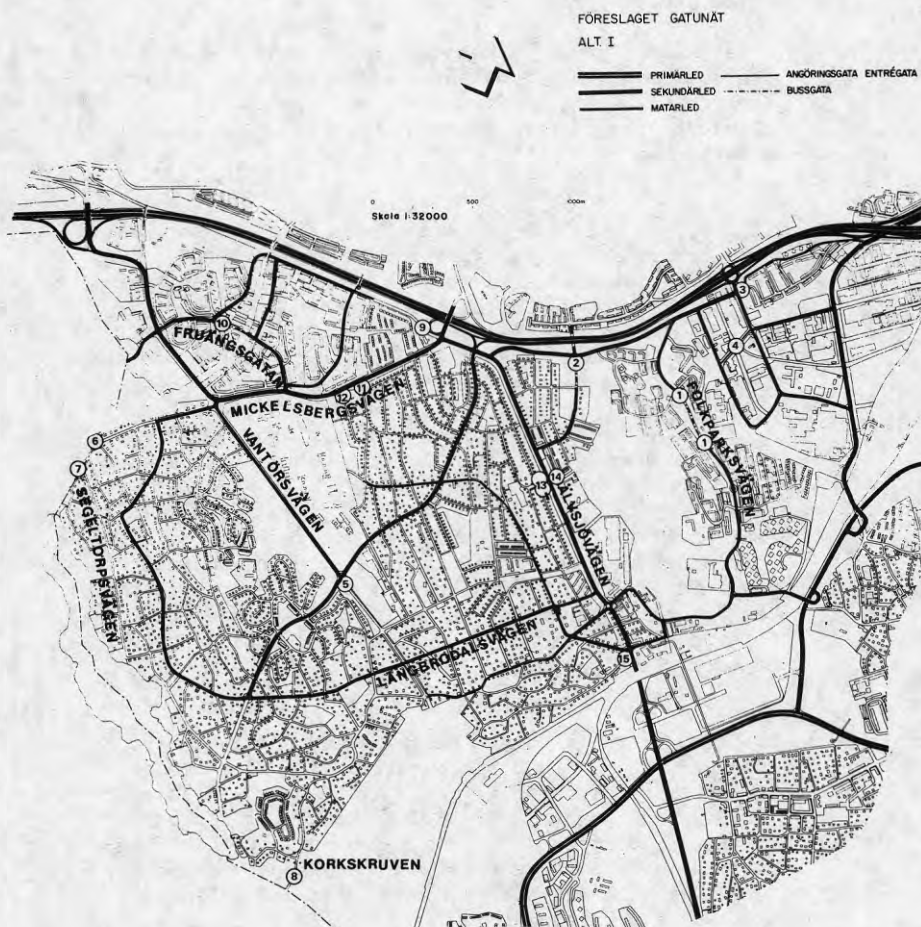 FÖRESLAGET GATUNÄT
ALT. I
PRIMÄRLED
ANGÖRINGSGATA ENTRÉGATA
SEKUNDÄRLED
BUSSGATA
MATARLED
0 500 1000m
Skala 1:32000
3
9
10
FRUÄNGSGATAN
2
4
12 11
MICKELSBERGSVÄGEN
1
POLKPARKSVÄGEN
6
1
VANTÖRSVÄGEN
7
14
13
ÄLVSJÖVÄGEN
SEGELTORPSVÄGEN
5
LÅNGBRODALSVÄGEN
15
KORKSKRUVEN
8